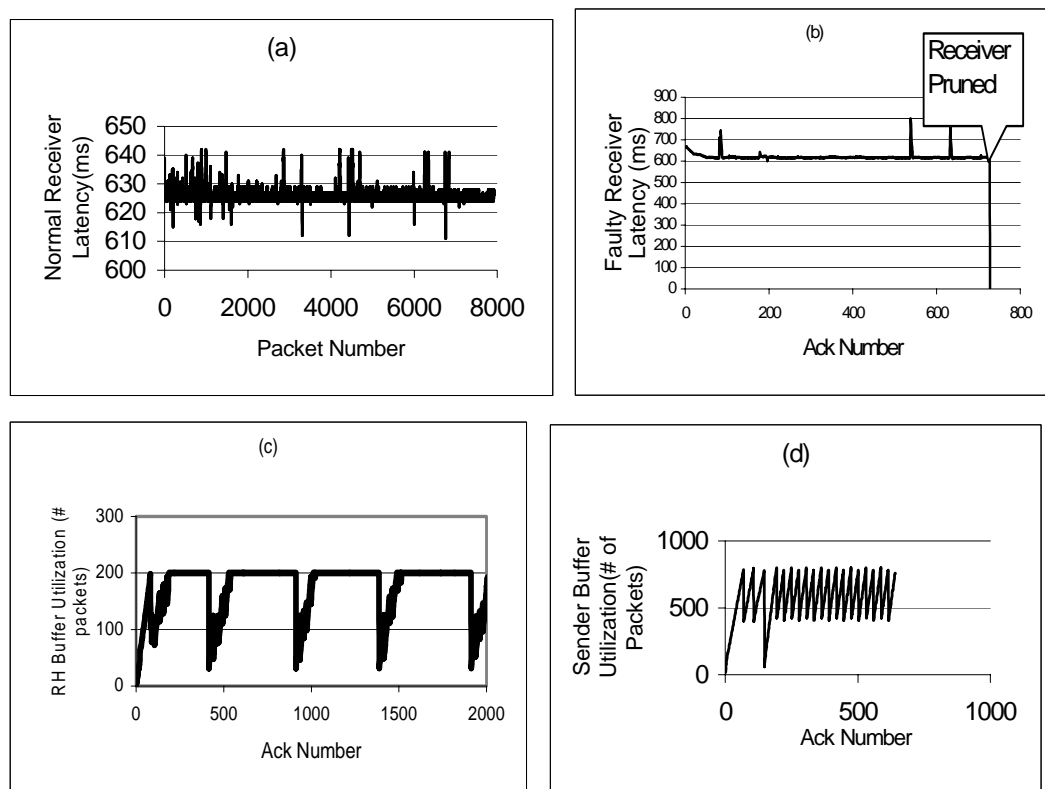 (a)
Normal Receiver
Latency(ms)
650
640
630
620
610
600
0 2000 4000 6000 8000
Packet Number
(b)
Receiver
Pruned
Faulty Receiver
Latency (ms)
900
800
700
600
500
400
300
200
100
0
0 200 400 600 800
Ack Number
(c)
RH Buffer Utilization (#
packets)
300
200
100
0
0 500 1000 1500 2000
Ack Number
(d)
Sender Buffer
Utilization(# of
Packets)
1000
500
0
0 500 1000
Ack Number